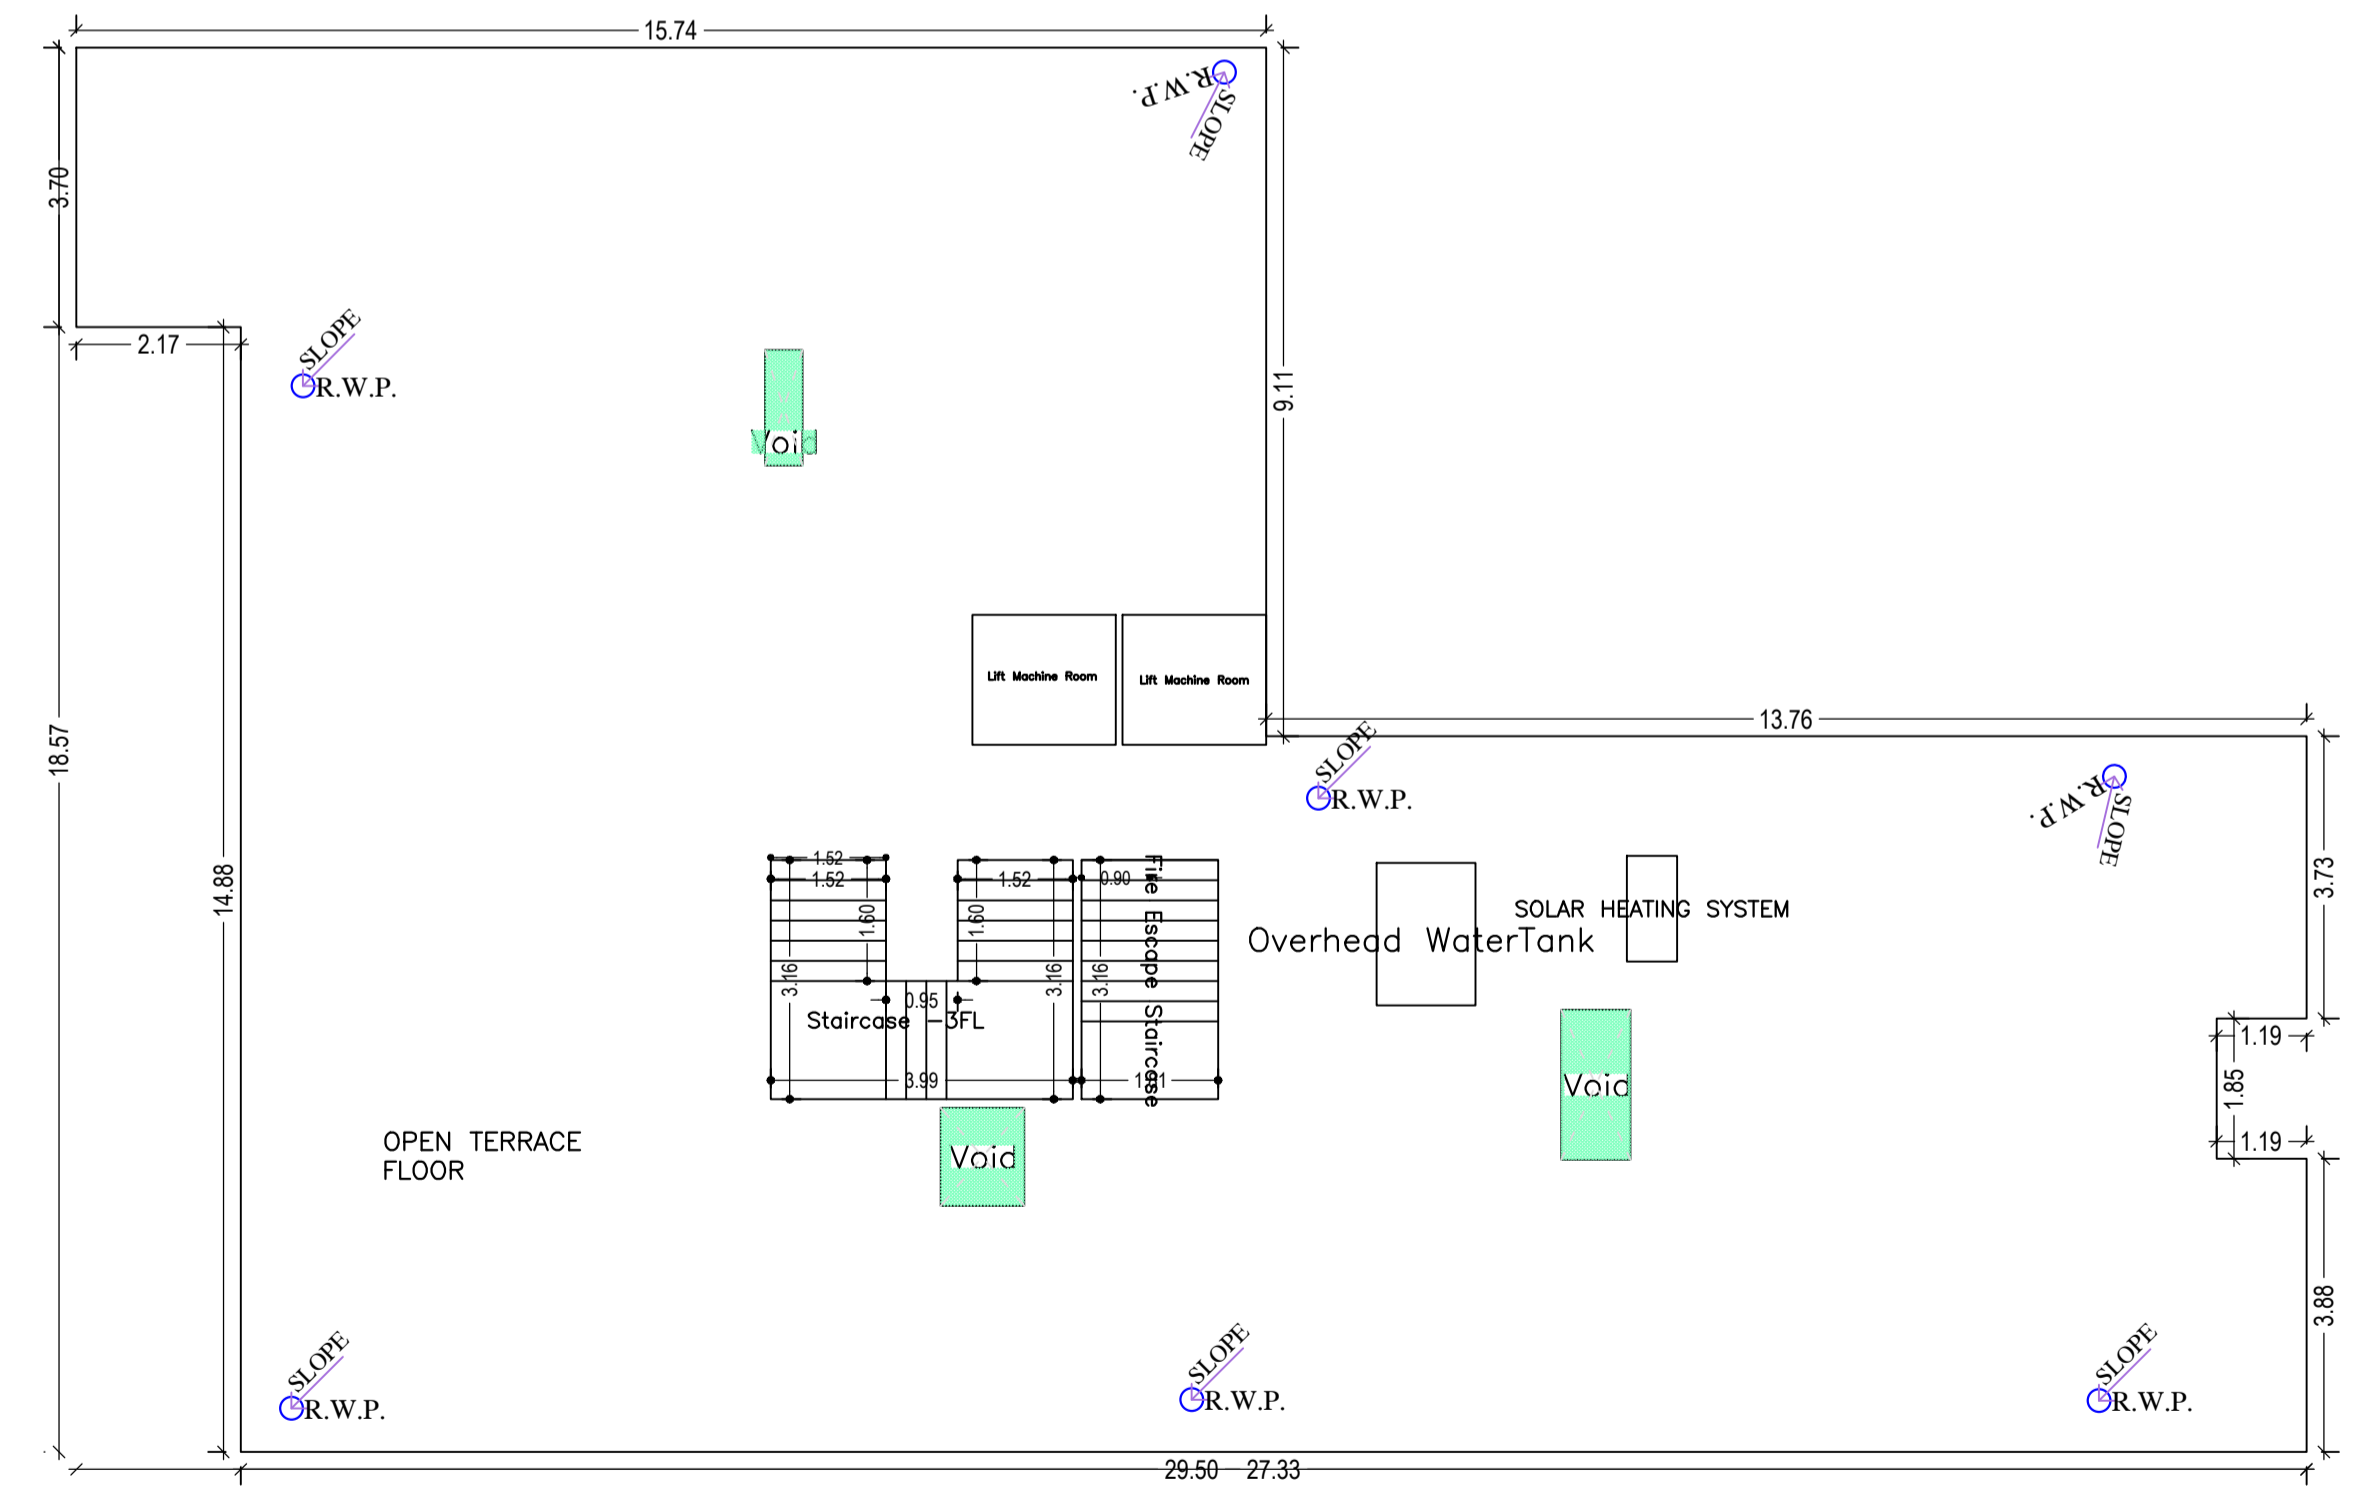 15.74
R.W.P.
SLOPE
3.70
SLOPE
2.17
R.W.P.
9.11
Void
Lift Machine Room
Lift Machine Room
13.76
SLOPE
R.W.P.
R.W.P.
SLOPE
18.57
14.88
3.73
1.52
1.52
1.52
0.90
1.60
1.60
3.16
3.16
3.16
Fire Escape Staircase
SOLAR HEATING SYSTEM
Overhead WaterTank
0.95
Staircase -3FL
3.99
1.19
1.85
1.19
Void
OPEN TERRACE
FLOOR
Void
3.88
SLOPE
R.W.P.
SLOPE
R.W.P.
SLOPE
R.W.P.
29.50
27.33